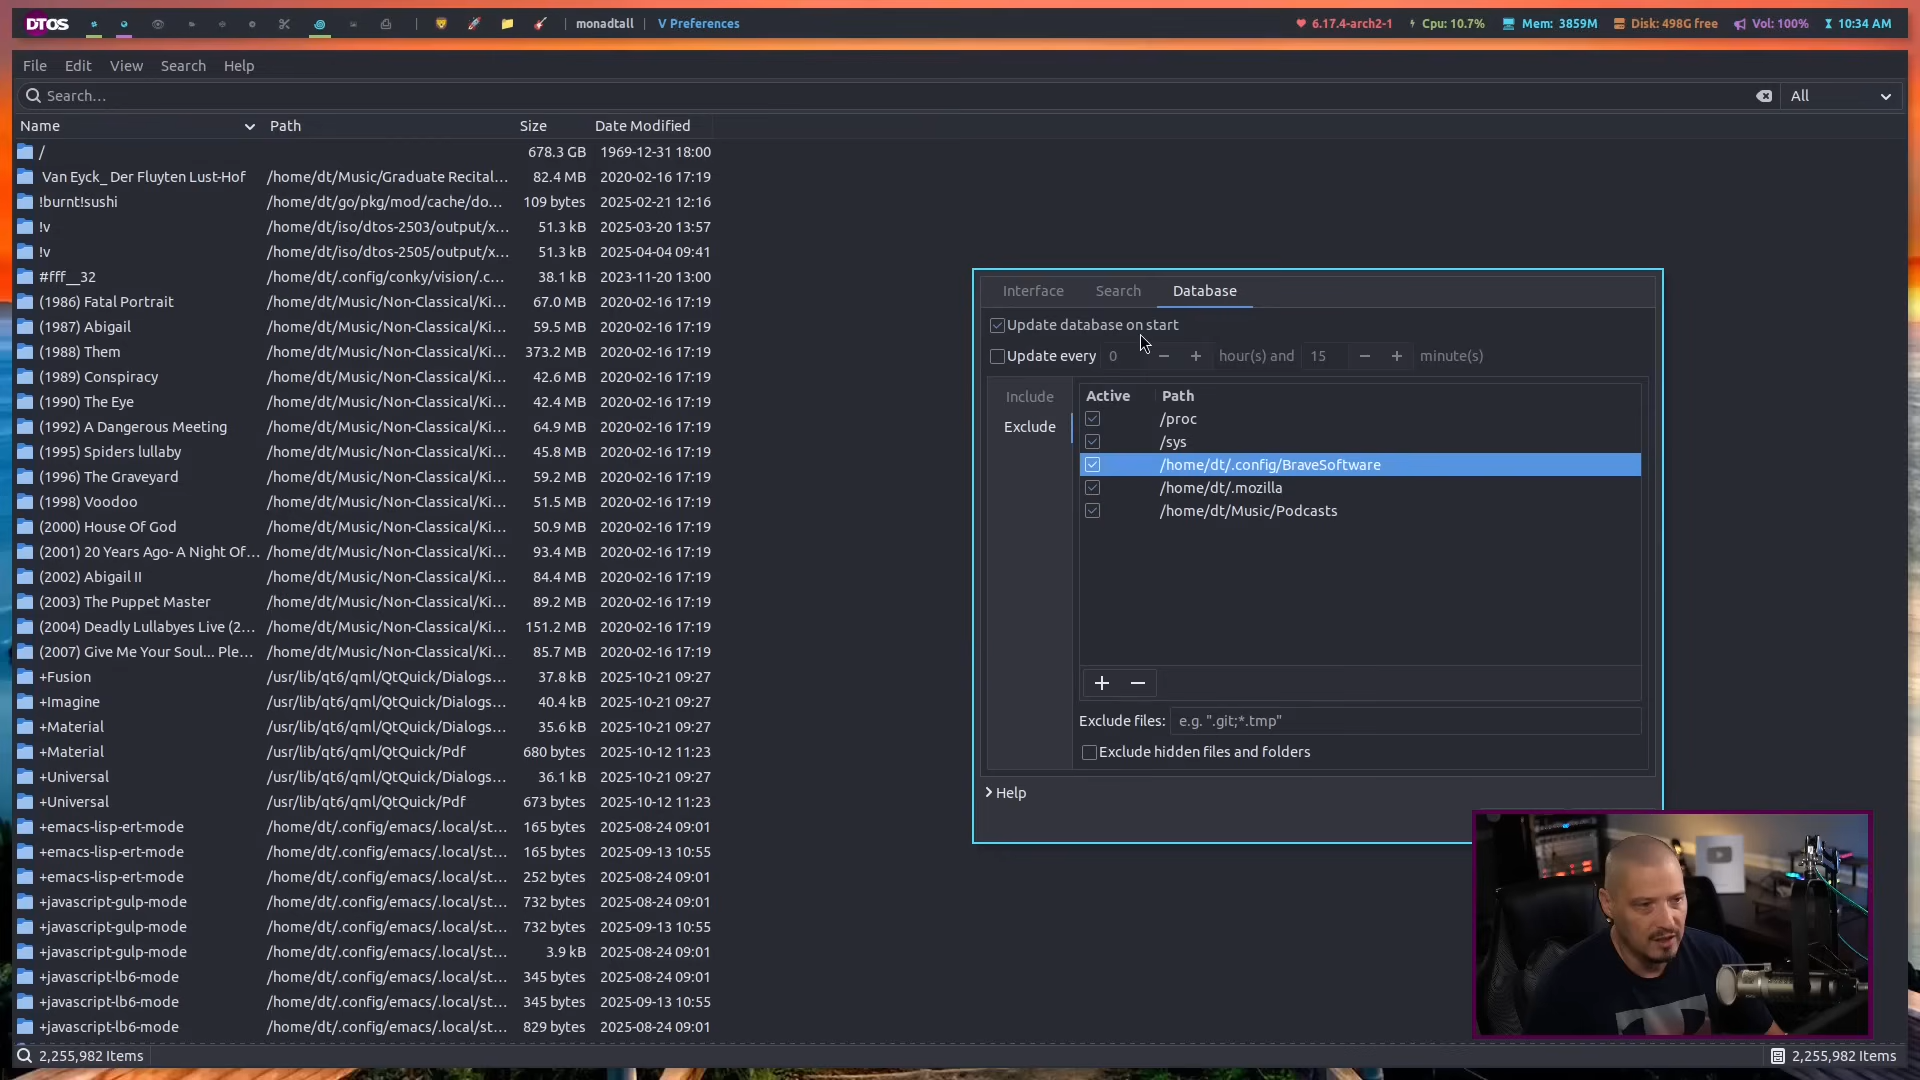 DTOS monadtall V Preferences 6.17.4-arch2-1 Cpu: 10.7% Mem: 3859M Disk: 498G free Vol: 100% 10:34 AM
File Edit View Search Help
Search... All
Name Path Size Date Modified
/ 678.3 GB 1969-12-31 18:00
Van Eyck_ Der Fluyten Lust-Hof /home/dt/Music/Graduate Recital... 82.4 MB 2020-02-16 17:19
!burnt!sushi /home/dt/go/pkg/mod/cache/do... 109 bytes 2025-02-21 12:16
!v /home/dt/iso/dtos-2503/output/x... 51.3 kB 2025-03-20 13:57
!v /home/dt/iso/dtos-2505/output/x... 51.3 kB 2025-04-04 09:41
#fff__32 /home/dt/.config/conky/vision/.c... 38.1 kB 2023-11-20 13:00
(1986) Fatal Portrait /home/dt/Music/Non-Classical/Ki... 67.0 MB 2020-02-16 17:19
(1987) Abigail /home/dt/Music/Non-Classical/Ki... 59.5 MB 2020-02-16 17:19
(1988) Them /home/dt/Music/Non-Classical/Ki... 373.2 MB 2020-02-16 17:19
(1989) Conspiracy /home/dt/Music/Non-Classical/Ki... 42.6 MB 2020-02-16 17:19
(1990) The Eye /home/dt/Music/Non-Classical/Ki... 42.4 MB 2020-02-16 17:19
(1992) A Dangerous Meeting /home/dt/Music/Non-Classical/Ki... 64.9 MB 2020-02-16 17:19
(1995) Spiders lullaby /home/dt/Music/Non-Classical/Ki... 45.8 MB 2020-02-16 17:19
(1996) The Graveyard /home/dt/Music/Non-Classical/Ki... 59.2 MB 2020-02-16 17:19
(1998) Voodoo /home/dt/Music/Non-Classical/Ki... 51.5 MB 2020-02-16 17:19
(2000) House Of God /home/dt/Music/Non-Classical/Ki... 50.9 MB 2020-02-16 17:19
(2001) 20 Years Ago- A Night Of... /home/dt/Music/Non-Classical/Ki... 93.4 MB 2020-02-16 17:19
(2002) Abigail II /home/dt/Music/Non-Classical/Ki... 84.4 MB 2020-02-16 17:19
(2003) The Puppet Master /home/dt/Music/Non-Classical/Ki... 89.2 MB 2020-02-16 17:19
(2004) Deadly Lullabyes Live (2... /home/dt/Music/Non-Classical/Ki... 151.2 MB 2020-02-16 17:19
(2007) Give Me Your Soul... Ple... /home/dt/Music/Non-Classical/Ki... 85.7 MB 2020-02-16 17:19
+Fusion /usr/lib/qt6/qml/QtQuick/Dialogs... 37.8 kB 2025-10-21 09:27
+Imagine /usr/lib/qt6/qml/QtQuick/Dialogs... 40.4 kB 2025-10-21 09:27
+Material /usr/lib/qt6/qml/QtQuick/Dialogs... 35.6 kB 2025-10-21 09:27
+Material /usr/lib/qt6/qml/QtQuick/Pdf 680 bytes 2025-10-12 11:23
+Universal /usr/lib/qt6/qml/QtQuick/Dialogs... 36.1 kB 2025-10-21 09:27
+Universal /usr/lib/qt6/qml/QtQuick/Pdf 673 bytes 2025-10-12 11:23
+emacs-lisp-ert-mode /home/dt/.config/emacs/.local/st... 165 bytes 2025-08-24 09:01
+emacs-lisp-ert-mode /home/dt/.config/emacs/.local/st... 165 bytes 2025-09-13 10:55
+emacs-lisp-ert-mode /home/dt/.config/emacs/.local/st... 252 bytes 2025-08-24 09:01
+javascript-gulp-mode /home/dt/.config/emacs/.local/st... 732 bytes 2025-08-24 09:01
+javascript-gulp-mode /home/dt/.config/emacs/.local/st... 732 bytes 2025-09-13 10:55
+javascript-gulp-mode /home/dt/.config/emacs/.local/st... 3.9 kB 2025-08-24 09:01
+javascript-lb6-mode /home/dt/.config/emacs/.local/st... 345 bytes 2025-08-24 09:01
+javascript-lb6-mode /home/dt/.config/emacs/.local/st... 345 bytes 2025-09-13 10:55
+javascript-lb6-mode /home/dt/.config/emacs/.local/st... 829 bytes 2025-08-24 09:01
Interface Search Database
Update database on start
Update every 0 − + hour(s) and 15 − + minute(s)
Include
Exclude
Active Path
/proc
/sys
/home/dt/.config/BraveSoftware
/home/dt/.mozilla
/home/dt/Music/Podcasts
+ −
Exclude files: e.g. ".git;*.tmp"
Exclude hidden files and folders
Help
2,255,982 Items 2,255,982 Items